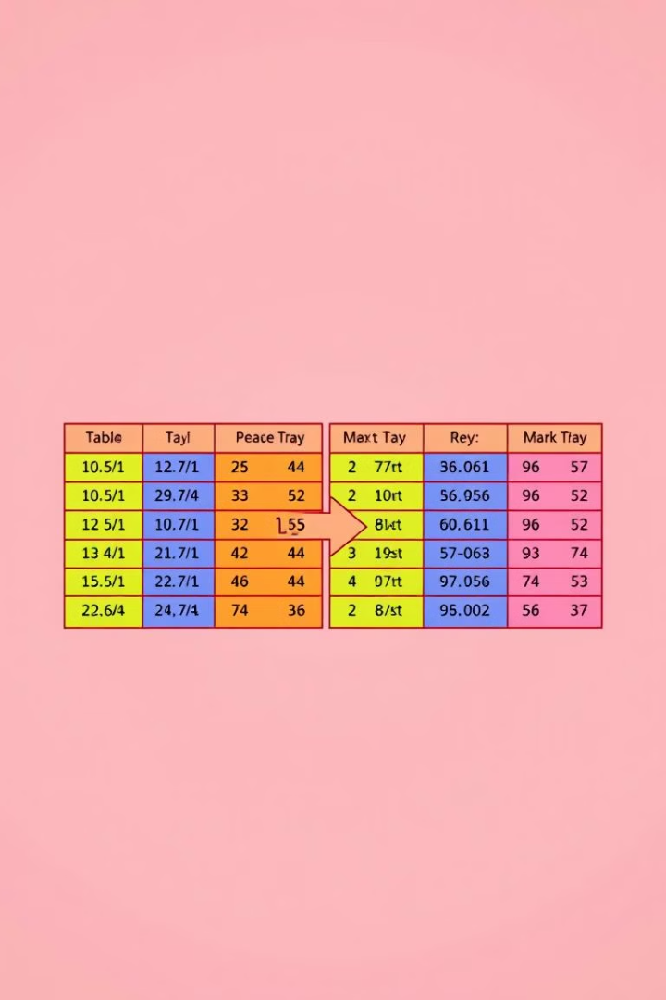 Table Tayl Peace Tray Maxt Tay Rey: Mark Tray
10.5/1 12.7/1 25 44 2 77rt 36.061 96 57
10.5/1 29.7/4 33 52 2 10rt 56.956 96 52
12 5/1 10.7/1 32 55 60.611 96 52
13 4/1 21.7/1 42 44 3 19st 57-063 93 74
15.5/1 22.7/1 46 44 4 97tt 97.056 74 53
22.6/4 24.7/4 74 36 2 8/st 95.002 56 37